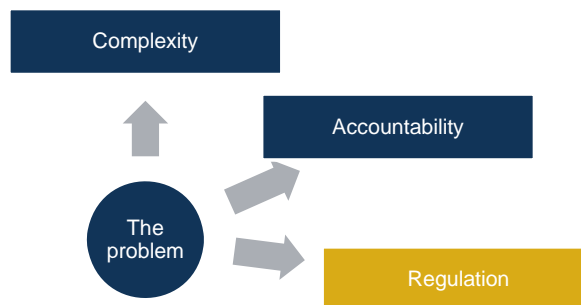 Complexity
Accountability
The
problem
Regulation